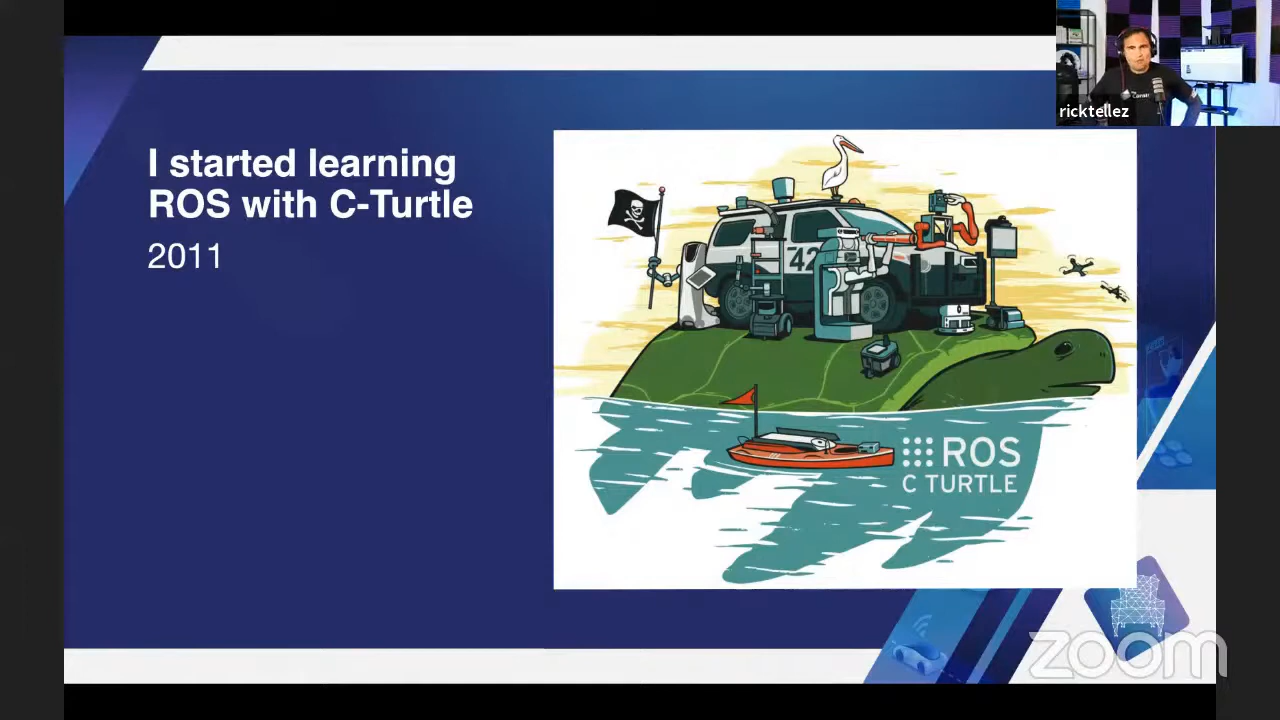 ricktellez
I started learning
ROS with C-Turtle
2011
42
ROS
C TURTLE
zoom